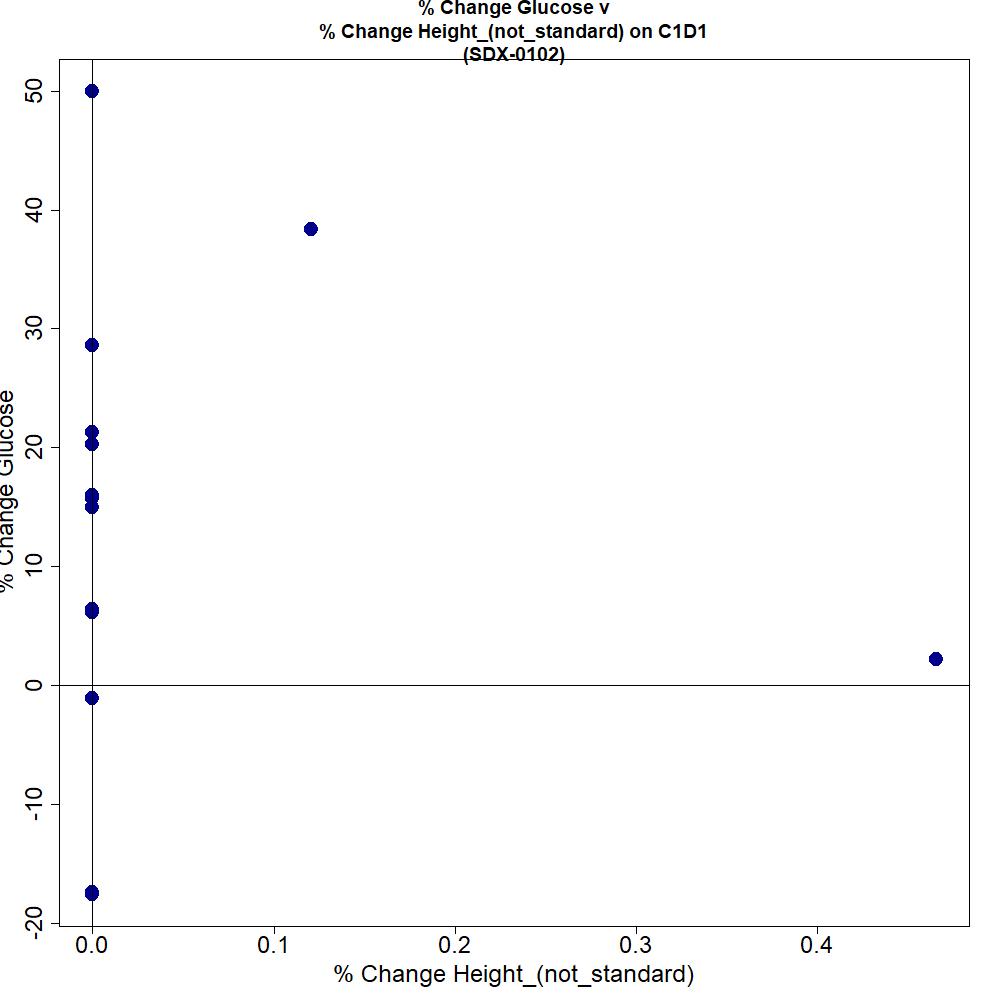 % Change Glucose v
% Change Height_(not_standard) on C1D1
(SDX-0102)
% Change Glucose
50
40
30
20
10
0
-10
-20
0.0 0.1 0.2 0.3 0.4
% Change Height_(not_standard)